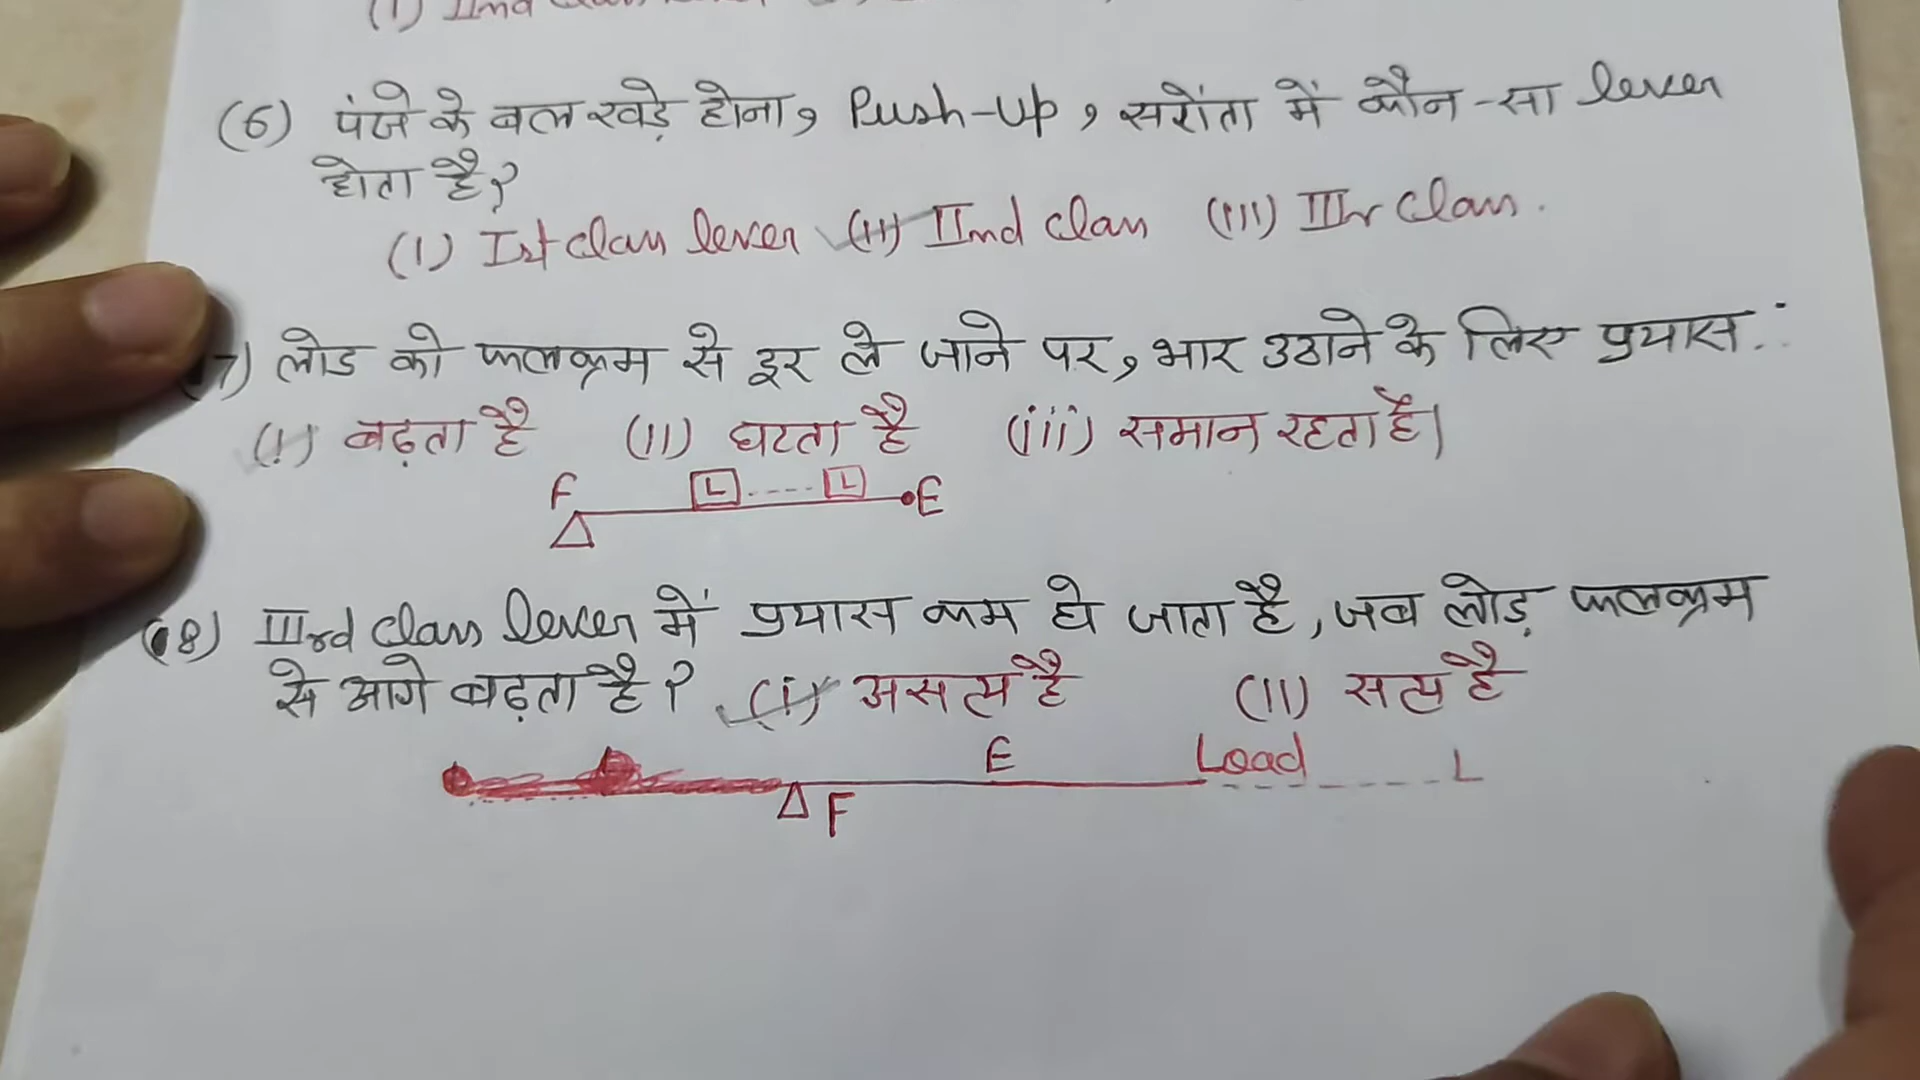 (6) पंजे के बल खड़े होना, Push-up, सरोंता में कौन-सा lever
होता है?
(I) Ist Class lever (II) IInd Class (III) IIIr Class.
7) लोड को फलक्रम से दूर ले जाने पर, भार उठाने के लिए प्रयास...
(I) बढ़ता है (II) घटता है (iii) समान रहता है।
F L ---- L E
(8) IIIrd Class lever में प्रयास कम हो जाता है, जब लोड़ फलक्रम
से आगे बढ़ता है? (i) असत्य है (II) सत्य है
E Load L
F